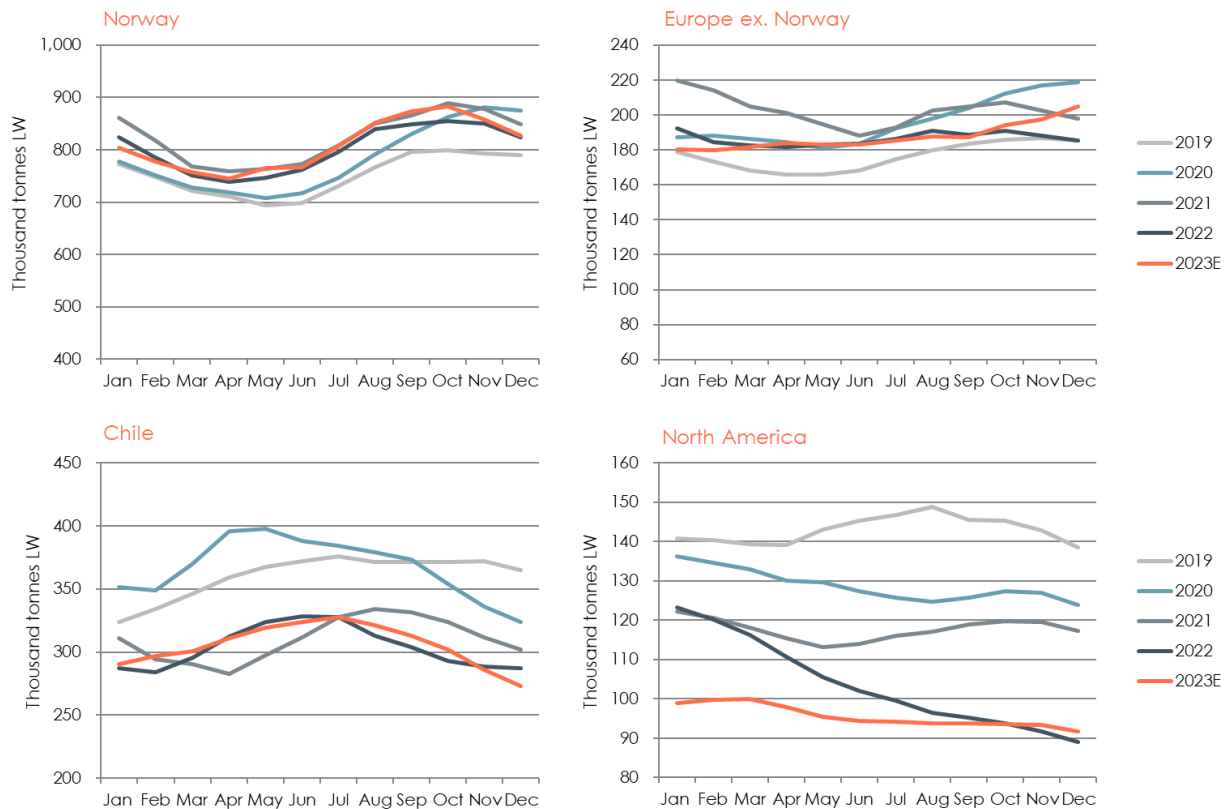 Norway
Thousand tonnes LW
1,000
900
800
700
600
500
400
Jan Feb Mar Apr May Jun Jul Aug Sep Oct Nov Dec
Europe ex. Norway
Thousand tonnes LW
240
220
200
180
160
140
120
100
80
60
Jan Feb Mar Apr May Jun Jul Aug Sep Oct Nov Dec
2019
2020
2021
2022
2023E
Chile
Thousand tonnes LW
450
400
350
300
250
200
Jan Feb Mar Apr May Jun Jul Aug Sep Oct Nov Dec
North America
Thousand tonnes LW
160
150
140
130
120
110
100
90
80
Jan Feb Mar Apr May Jun Jul Aug Sep Oct Nov Dec
2019
2020
2021
2022
2023E